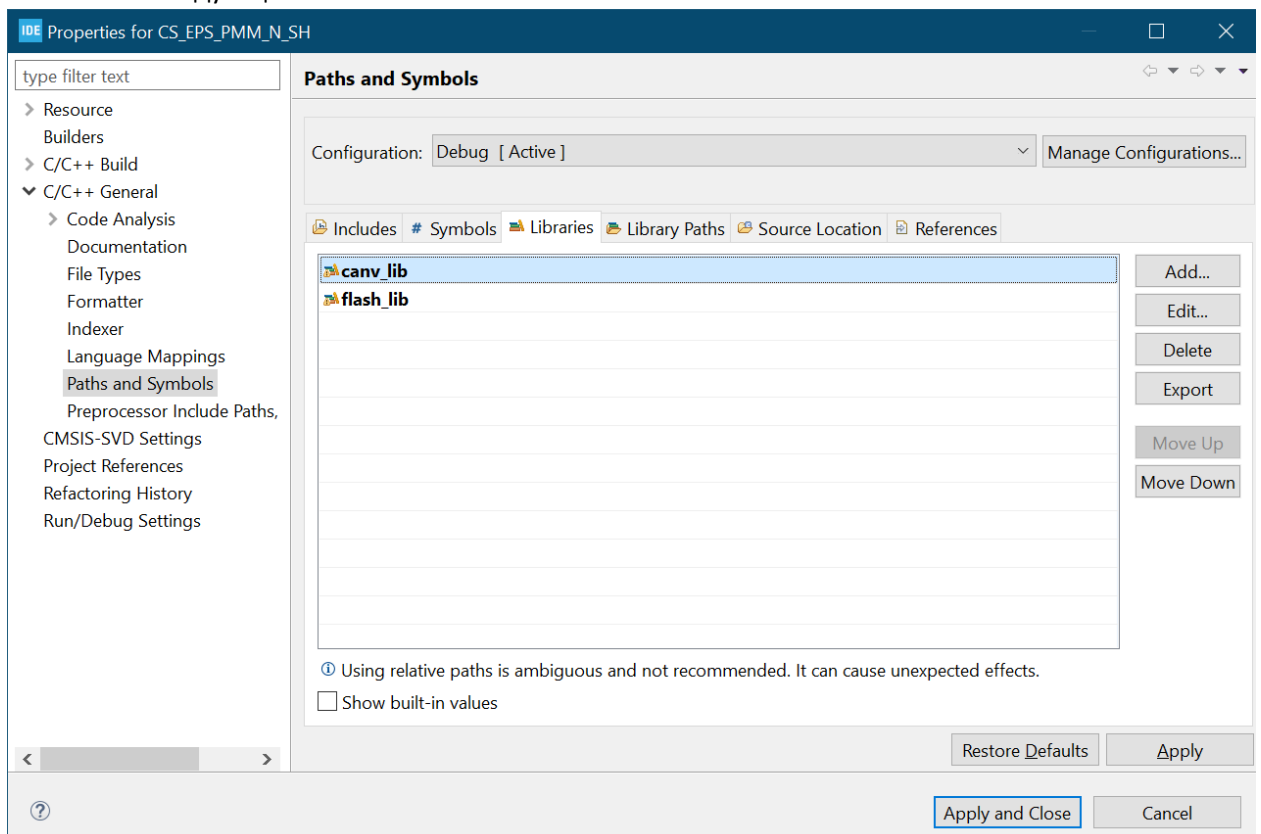 IDE Properties for CS_EPS_PMM_N_SH
type filter text
Paths and Symbols
Resource
Builders
C/C++ Build
C/C++ General
Code Analysis
Documentation
File Types
Formatter
Indexer
Language Mappings
Paths and Symbols
Preprocessor Include Paths,
CMSIS-SVD Settings
Project References
Refactoring History
Run/Debug Settings
Configuration: Debug [ Active ] Manage Configurations...
Includes # Symbols Libraries Library Paths Source Location References
canv_lib
flash_lib
Add...
Edit...
Delete
Export
Move Up
Move Down
Using relative paths is ambiguous and not recommended. It can cause unexpected effects.
Show built-in values
Restore Defaults Apply
Apply and Close Cancel